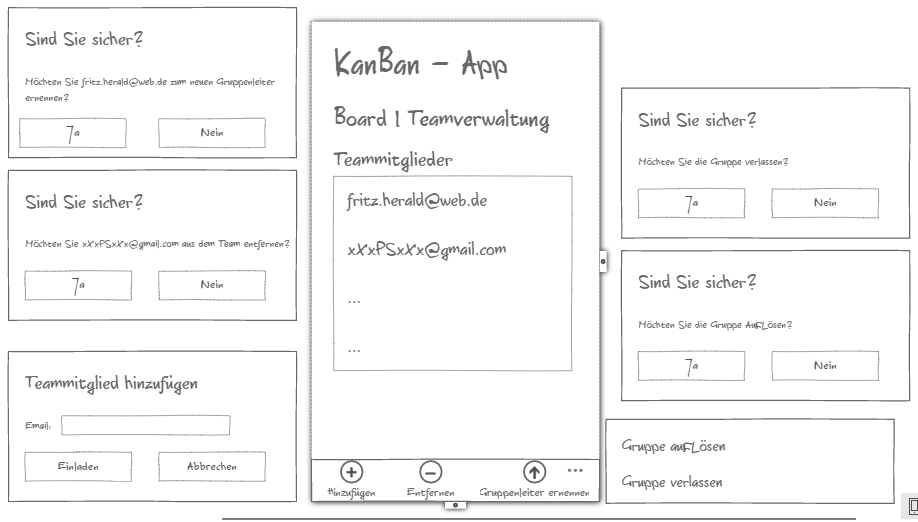 Sind Sie sicher?
Möchten Sie fritz.herald@web.de zum neuen Gruppenleiter
ernennen?
Ja
Nein
Sind Sie sicher?
Möchten Sie xXxPSxXx@gmail.com aus dem Team entfernen?
Ja
Nein
Teammitglied hinzufügen
Email:
Einladen
Abbrechen
KanBan - App
Board 1 Teamverwaltung
Teammitglieder
fritz.herald@web.de
xXxPSxXx@gmail.com
...
...
Hinzufügen
Entfernen
Gruppenleiter ernennen
...
Sind Sie sicher?
Möchten Sie die Gruppe verlassen?
Ja
Nein
Sind Sie sicher?
Möchten Sie die Gruppe Auflösen?
Ja
Nein
Gruppe auflösen
Gruppe verlassen